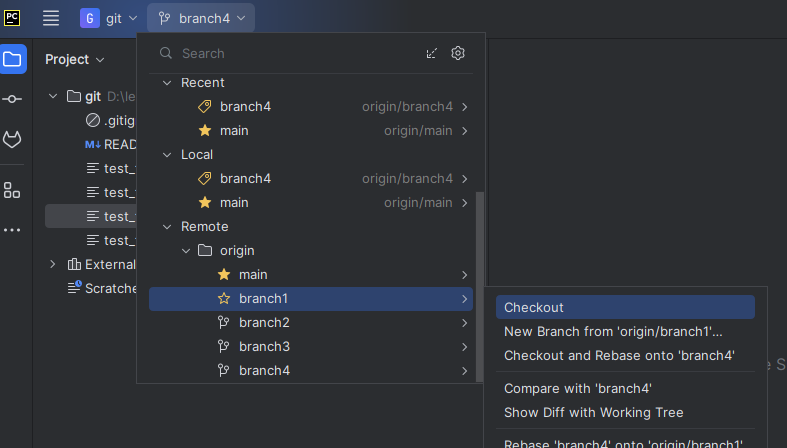 PC
G git branch4
Project
Search
Recent
branch4 origin/branch4
main origin/main
Local
branch4 origin/branch4
main origin/main
Remote
origin
main
branch1
branch2
branch3
branch4
git D:\le
.gitig
M↓ READ
test_
test_
test_
test_
External
Scratche
Checkout
New Branch from 'origin/branch1'...
Checkout and Rebase onto 'branch4'
Compare with 'branch4'
Show Diff with Working Tree
Rebase 'branch4' onto 'origin/branch1'
e S